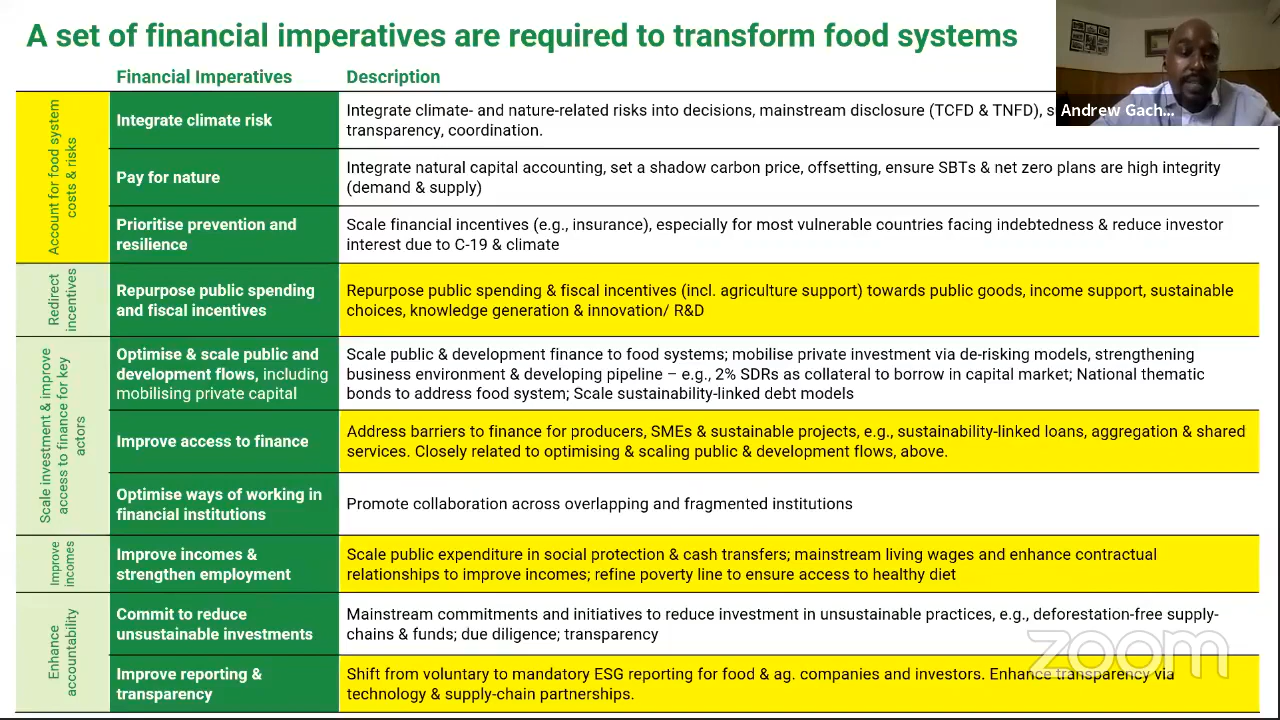 A set of financial imperatives are required to transform food systems
Andrew Gach...
Financial Imperatives
Description
Account for food system
costs & risks
Integrate climate risk
Integrate climate- and nature-related risks into decisions, mainstream disclosure (TCFD & TNFD), s
transparency, coordination.
Pay for nature
Integrate natural capital accounting, set a shadow carbon price, offsetting, ensure SBTs & net zero plans are high integrity
(demand & supply)
Prioritise prevention and
resilience
Scale financial incentives (e.g., insurance), especially for most vulnerable countries facing indebtedness & reduce investor
interest due to C-19 & climate
Redirect
incentives
Repurpose public spending
and fiscal incentives
Repurpose public spending & fiscal incentives (incl. agriculture support) towards public goods, income support, sustainable
choices, knowledge generation & innovation/ R&D
Scale investment & improve
access to finance for key
actors
Optimise & scale public and
development flows, including
mobilising private capital
Scale public & development finance to food systems; mobilise private investment via de-risking models, strengthening
business environment & developing pipeline – e.g., 2% SDRs as collateral to borrow in capital market; National thematic
bonds to address food system; Scale sustainability-linked debt models
Improve access to finance
Address barriers to finance for producers, SMEs & sustainable projects, e.g., sustainability-linked loans, aggregation & shared
services. Closely related to optimising & scaling public & development flows, above.
Optimise ways of working in
financial institutions
Promote collaboration across overlapping and fragmented institutions
Improve
incomes
Improve incomes &
strengthen employment
Scale public expenditure in social protection & cash transfers; mainstream living wages and enhance contractual
relationships to improve incomes; refine poverty line to ensure access to healthy diet
Enhance
accountability
Commit to reduce
unsustainable investments
Mainstream commitments and initiatives to reduce investment in unsustainable practices, e.g., deforestation-free supply-
chains & funds; due diligence; transparency
Improve reporting &
transparency
Shift from voluntary to mandatory ESG reporting for food & ag. companies and investors. Enhance transparency via
technology & supply-chain partnerships.
zoom